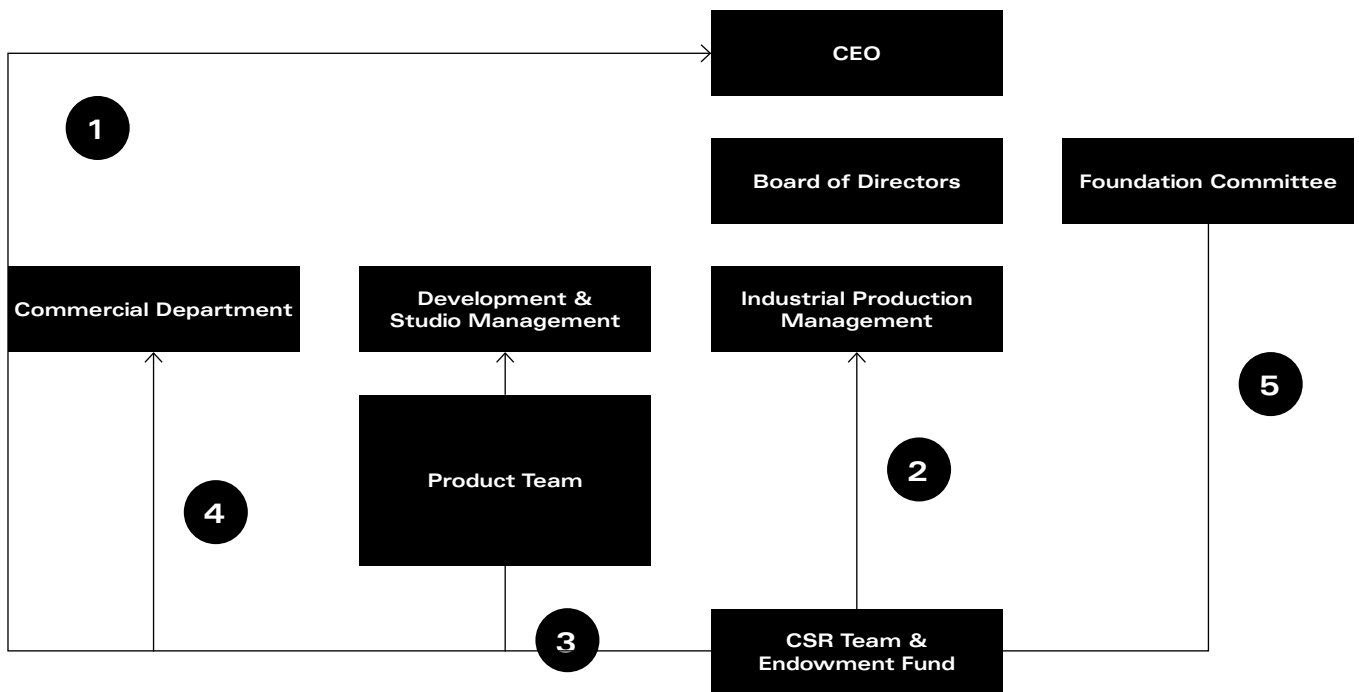 CEO
1
Board of Directors
Foundation Committee
Commercial Department
Development &
Studio Management
Industrial Production
Management
5
Product Team
2
4
3
CSR Team &
Endowment Fund